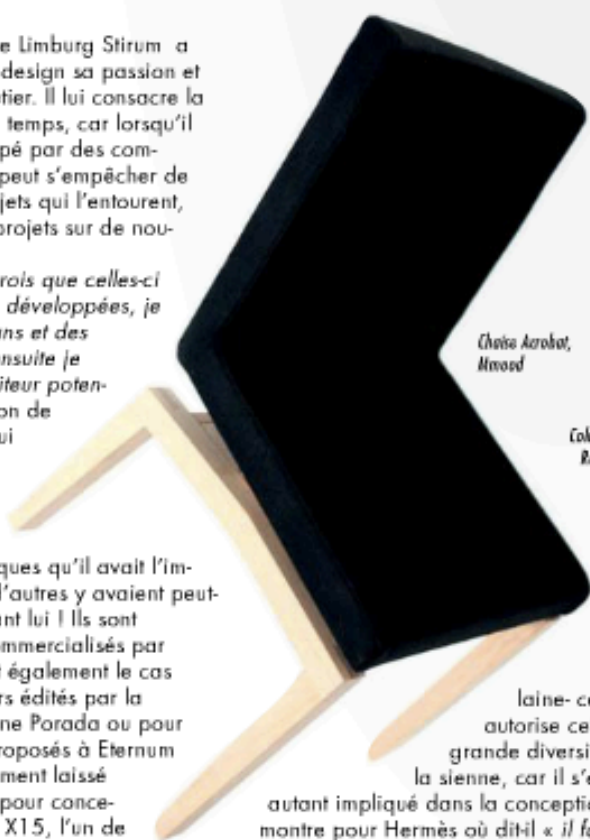 e Limburg Stirum a
design sa passion et
tier. Il lui consacre la
temps, car lorsqu'il
pé par des com-
peut s'empêcher de
jets qui l'entourent,
projets sur de nou-
rois que celles-ci
développées, je
ns et des
nsuite je
iteur poten-
on de
ui
ques qu'il avait l'im-
l'autres y avaient peut-
ant lui ! Ils sont
mmercialisés par
t également le cas
rs édités par la
ne Porada ou pour
roposés à Eternum
ment laissé
pour conce-
X15, l'un de
Chaise Acrobat,
Mmood
Col
R
laine- c
autorise ce
grande diversi
la sienne, car il s'e
autant impliqué dans la conceptio
montre pour Hermès où dit-il « il fa